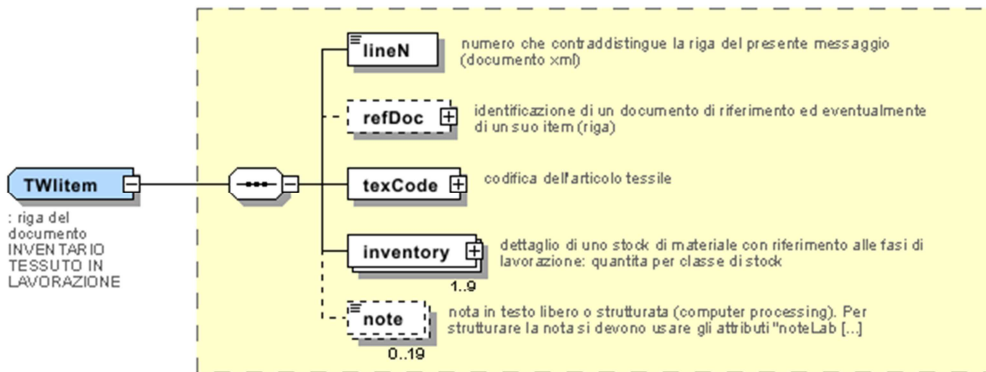 lineN
numero che contraddistingue la riga del presente messaggio
(documento xml)
refDoc
identificazione di un documento di riferimento ed eventualmente
di un suo item (riga)
TWIitem
: riga del
documento
INVENTARIO
TESSUTO IN
LAVORAZIONE
texCode
codifica dell'articolo tessile
inventory
dettaglio di uno stock di materiale con riferimento alle fasi di
lavorazione: quantita per classe di stock
1..9
note
nota in testo libero o strutturata (computer processing). Per
strutturare la nota si devono usare gli attributi "noteLab [...]
0..19